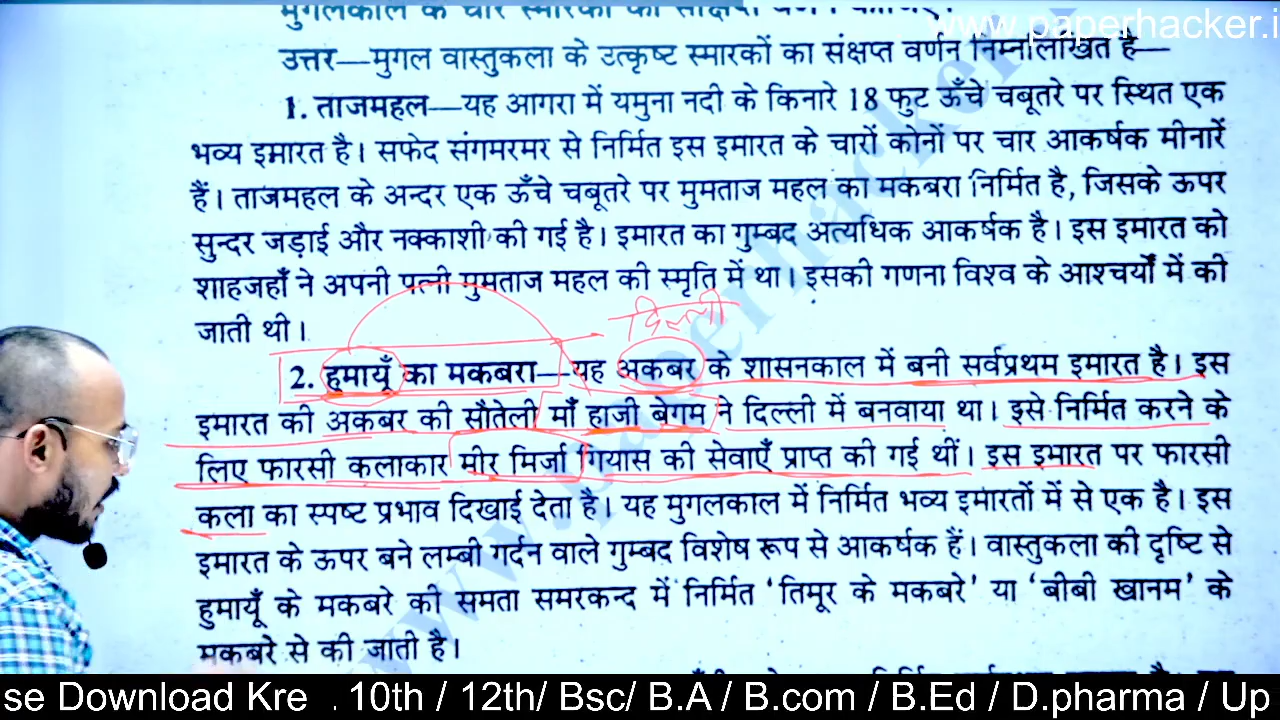 मुगलकाल के चार स्मारकों का संक्षिप्त वर्णन कीजिए।
www.paperhacker.i
उत्तर—मुगल वास्तुकला के उत्कृष्ट स्मारकों का संक्षप्त वर्णन निम्नलिखित है—
1. ताजमहल—यह आगरा में यमुना नदी के किनारे 18 फुट ऊँचे चबूतरे पर स्थित एक
भव्य इमारत है। सफेद संगमरमर से निर्मित इस इमारत के चारों कोनों पर चार आकर्षक मीनारें
हैं। ताजमहल के अन्दर एक ऊँचे चबूतरे पर मुमताज महल का मकबरा निर्मित है, जिसके ऊपर
सुन्दर जड़ाई और नक्काशी की गई है। इमारत का गुम्बद अत्यधिक आकर्षक है। इस इमारत को
शाहजहाँ ने अपनी पत्नी मुमताज महल की स्मृति में था। इसकी गणना विश्व के आश्चर्यों में की
जाती थी।
दिल्ली
2. हुमायूँ का मकबरा—यह अकबर के शासनकाल में बनी सर्वप्रथम इमारत है। इस
इमारत की अकबर की सौतेली माँ हाजी बेगम ने दिल्ली में बनवाया था। इसे निर्मित करने के
लिए फारसी कलाकार मीर मिर्जा गियास की सेवाएँ प्राप्त की गई थीं। इस इमारत पर फारसी
कला का स्पष्ट प्रभाव दिखाई देता है। यह मुगलकाल में निर्मित भव्य इमारतों में से एक है। इस
इमारत के ऊपर बने लम्बी गर्दन वाले गुम्बद विशेष रूप से आकर्षक हैं। वास्तुकला की दृष्टि से
हुमायूँ के मकबरे की समता समरकन्द में निर्मित 'तिमूर के मकबरे' या 'बीबी खानम' के
मकबरे से की जाती है।
se Download Kre . 10th / 12th/ Bsc/ B.A / B.com / B.Ed / D.pharma / Up